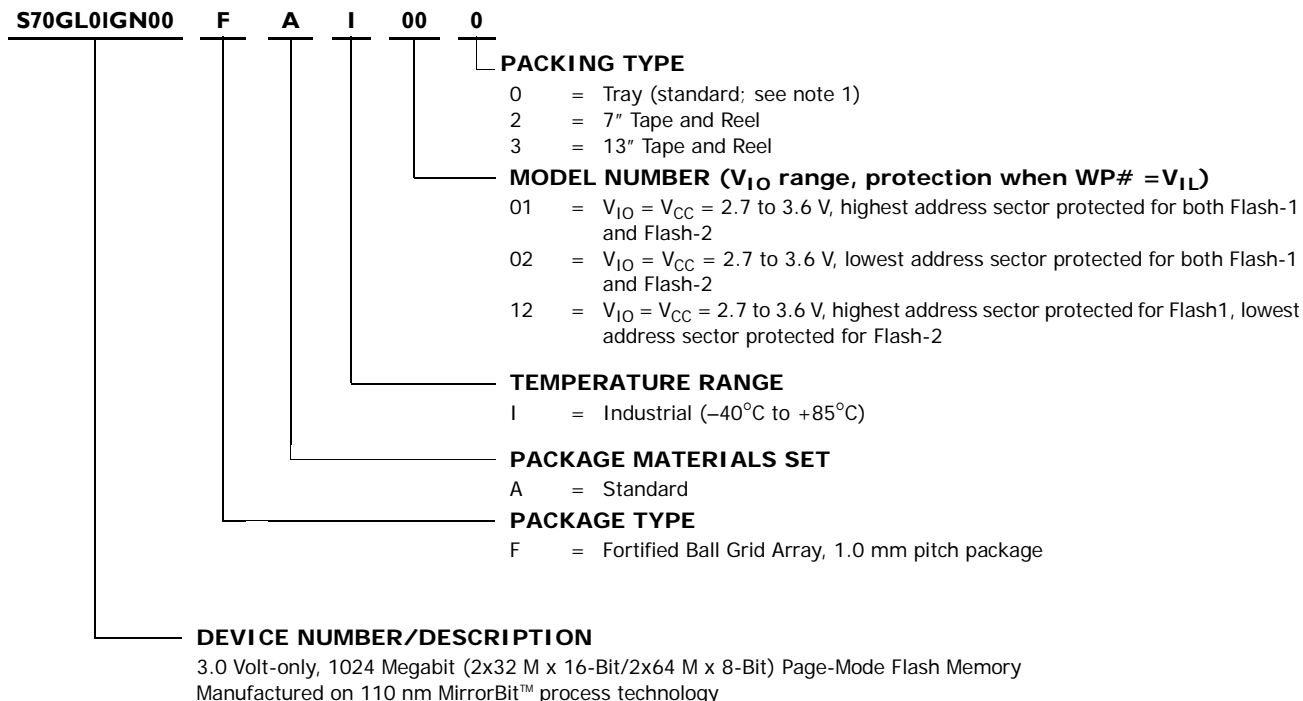 S70GL01GN00 F A I 00 0
PACKING TYPE
0 = Tray (standard; see note 1)
2 = 7″ Tape and Reel
3 = 13″ Tape and Reel
MODEL NUMBER (VIO range, protection when WP# =VIL)
01 = VIO = VCC = 2.7 to 3.6 V, highest address sector protected for both Flash-1
and Flash-2
02 = VIO = VCC = 2.7 to 3.6 V, lowest address sector protected for both Flash-1
and Flash-2
12 = VIO = VCC = 2.7 to 3.6 V, highest address sector protected for Flash1, lowest
address sector protected for Flash-2
TEMPERATURE RANGE
I = Industrial (–40°C to +85°C)
PACKAGE MATERIALS SET
A = Standard
PACKAGE TYPE
F = Fortified Ball Grid Array, 1.0 mm pitch package
DEVICE NUMBER/DESCRIPTION
3.0 Volt-only, 1024 Megabit (2x32 M x 16-Bit/2x64 M x 8-Bit) Page-Mode Flash Memory
Manufactured on 110 nm MirrorBit™ process technology